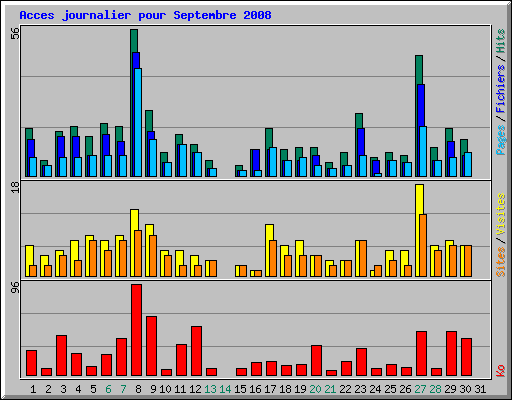 Acces journalier pour Septembre 2008
56
Pages / Fichiers / Hits
18
Sites / Visites
96
Ko
1 2 3 4 5 6 7 8 9 10 11 12 13 14 15 16 17 18 19 20 21 22 23 24 25 26 27 28 29 30 31